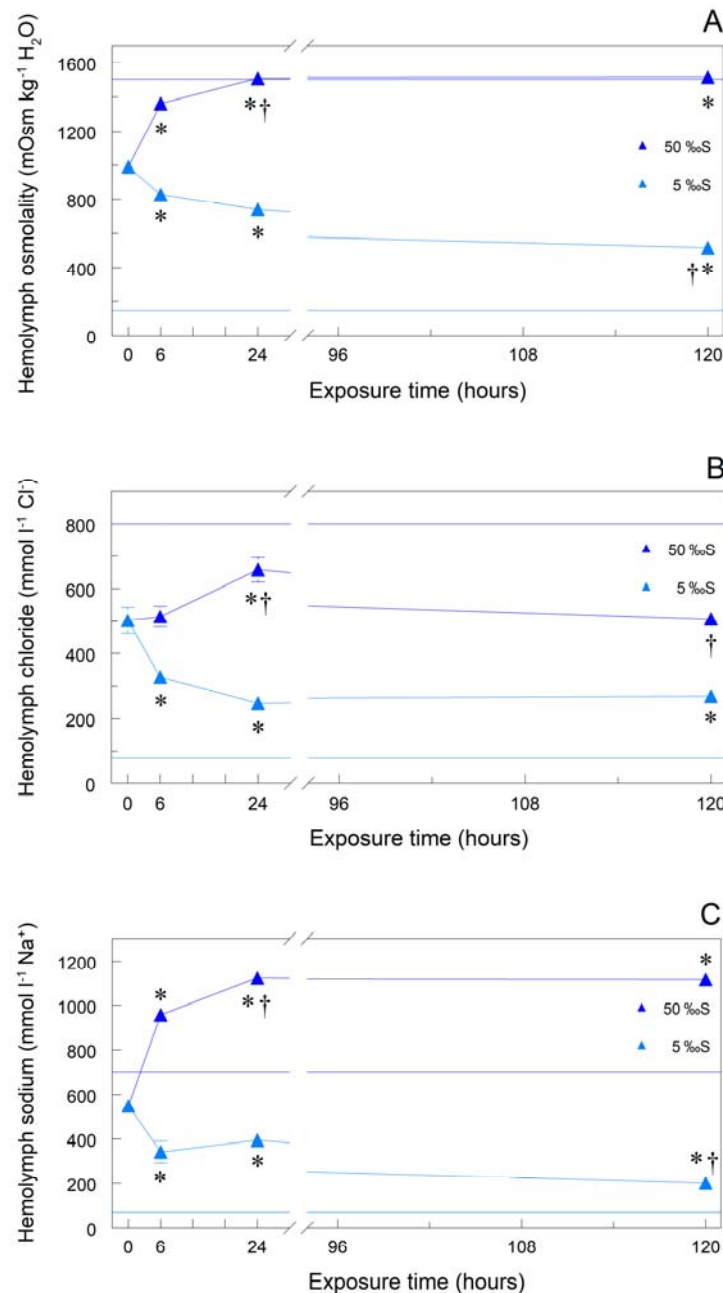 A
Hemolymph osmolality (mOsm kg⁻¹ H₂O)
1600
1200
800
400
0
*
*†
*
*
*
†*
▲ 50 ‰S
▲ 5 ‰S
0 6 24 96 108 120
Exposure time (hours)
B
Hemolymph chloride (mmol l⁻¹ Cl⁻)
800
600
400
200
0
*†
†
*
*
*
▲ 50 ‰S
▲ 5 ‰S
0 6 24 96 108 120
Exposure time (hours)
C
Hemolymph sodium (mmol l⁻¹ Na⁺)
1200
1000
800
600
400
200
0
*
*†
*
*
*
*†
▲ 50 ‰S
▲ 5 ‰S
0 6 24 96 108 120
Exposure time (hours)